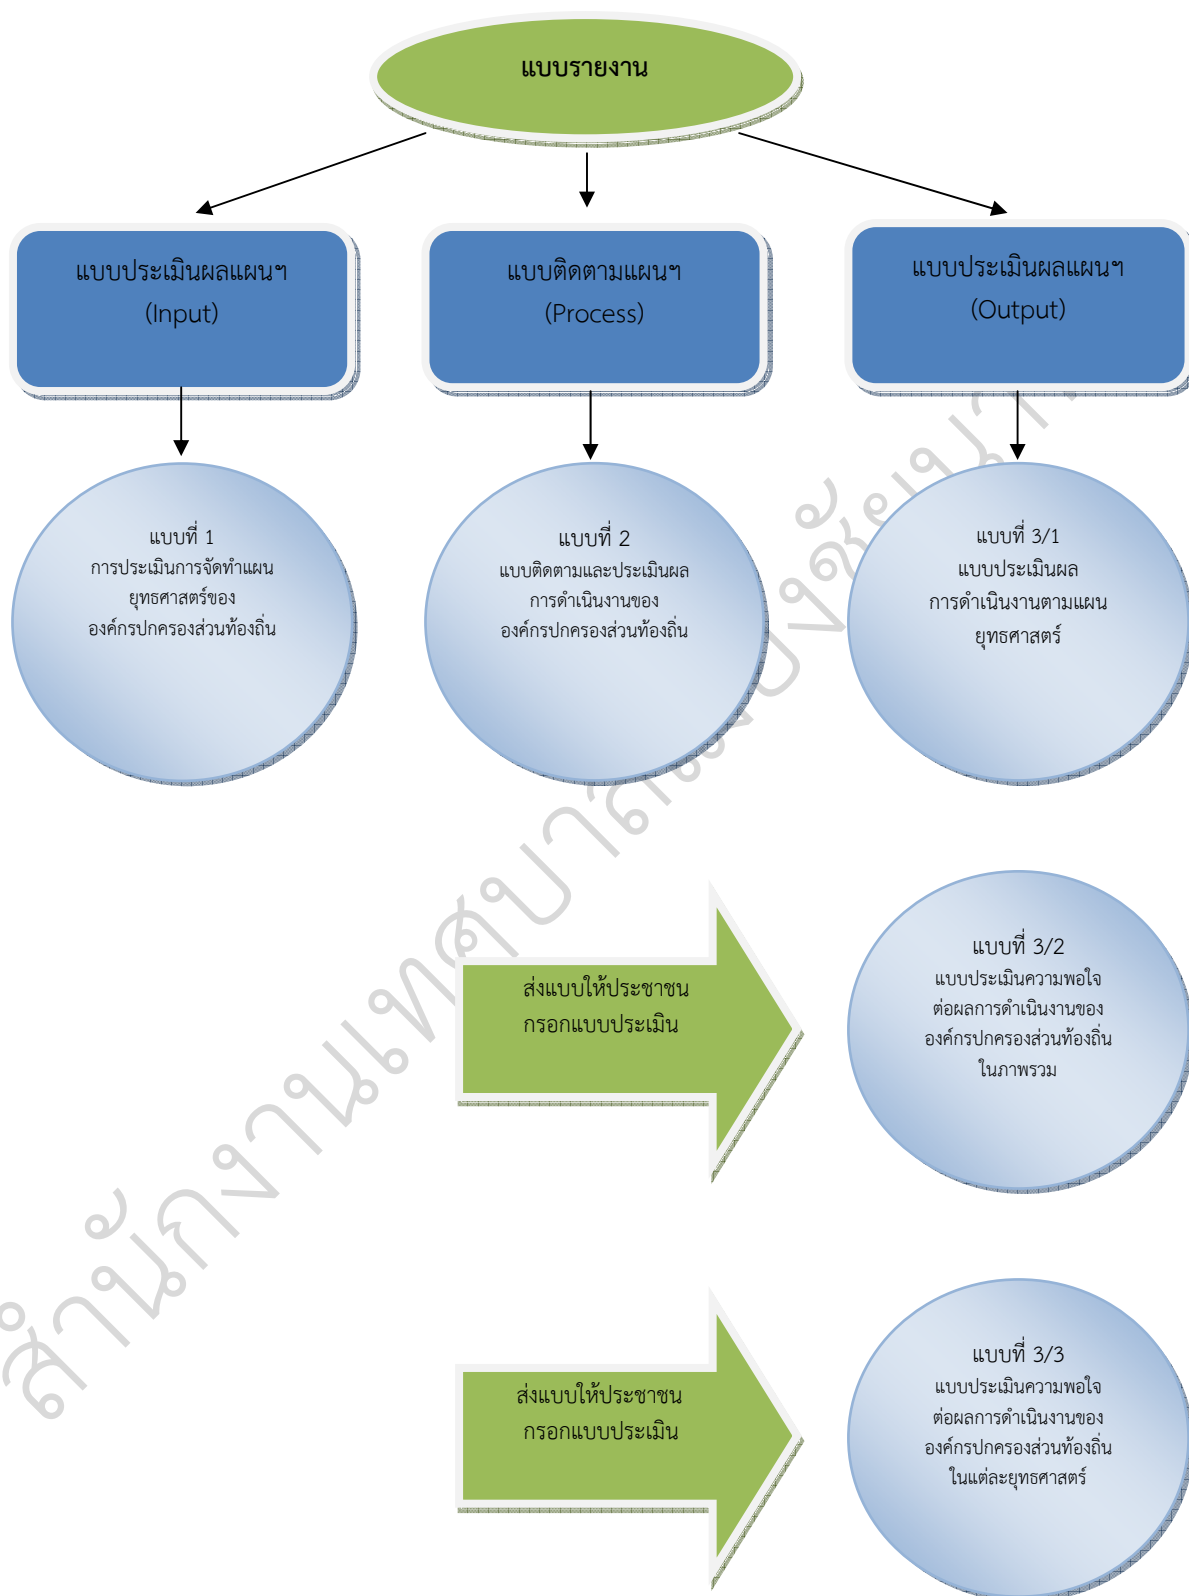 แบบรายงาน
แบบประเมินผลแผนฯ
(Input)
แบบติดตามแผนฯ
(Process)
แบบประเมินผลแผนฯ
(Output)
แบบที่ 1
การประเมินการจัดทำแผน
ยุทธศาสตร์ของ
องค์กรปกครองส่วนท้องถิ่น
แบบที่ 2
แบบติดตามและประเมินผล
การดำเนินงานของ
องค์กรปกครองส่วนท้องถิ่น
แบบที่ 3/1
แบบประเมินผล
การดำเนินงานตามแผน
ยุทธศาสตร์
ส่งแบบให้ประชาชน
กรอกแบบประเมิน
แบบที่ 3/2
แบบประเมินความพอใจ
ต่อผลการดำเนินงานของ
องค์กรปกครองส่วนท้องถิ่น
ในภาพรวม
ส่งแบบให้ประชาชน
กรอกแบบประเมิน
แบบที่ 3/3
แบบประเมินความพอใจ
ต่อผลการดำเนินงานของ
องค์กรปกครองส่วนท้องถิ่น
ในแต่ละยุทธศาสตร์
สำนักงานเทศบาล